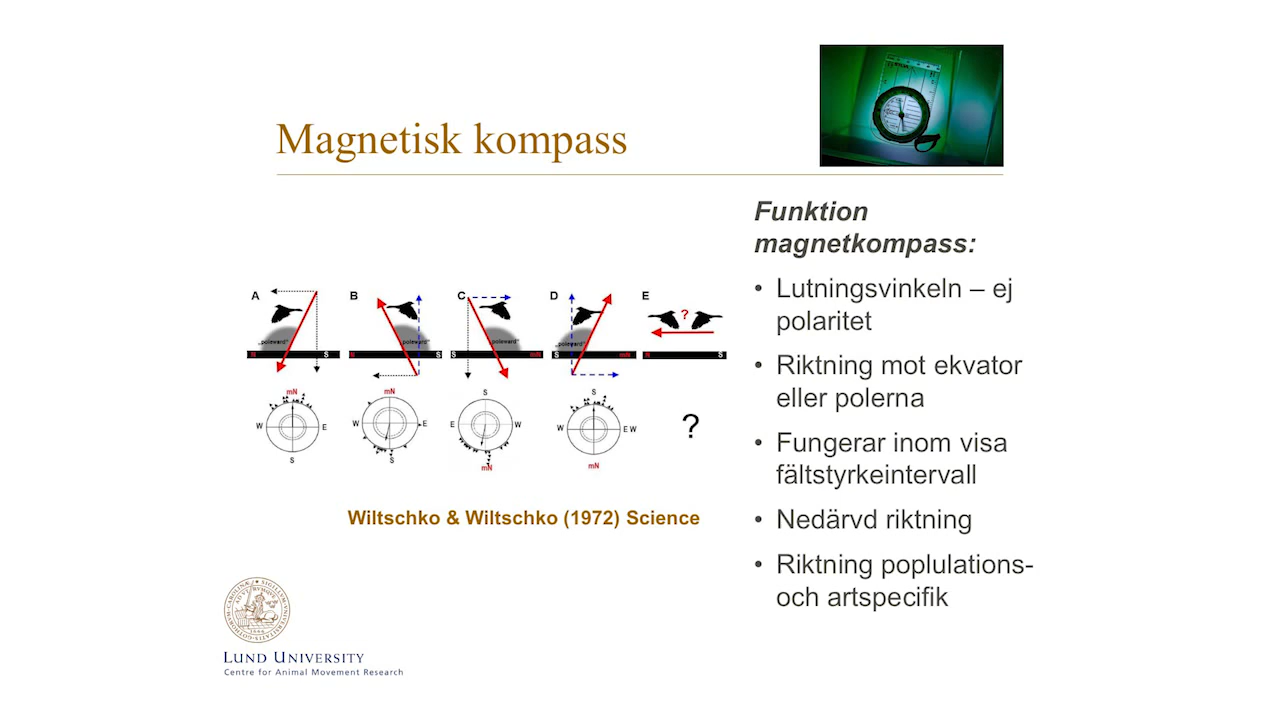 Magnetisk kompass
Funktion
magnetkompass:
• Lutningsvinkeln – ej
polaritet
• Riktning mot ekvator
eller polerna
• Fungerar inom visa
fältstyrkeintervall
• Nedärvd riktning
• Riktning poplulations-
och artspecifik
A B C D E
?
„poleward" „poleward" „poleward" „poleward"
N S N S S mN S mN N S
mN mN S S
W E W E E W W E W
?
S S mN mN
Wiltschko & Wiltschko (1972) Science
LUND UNIVERSITY
Centre for Animal Movement Research